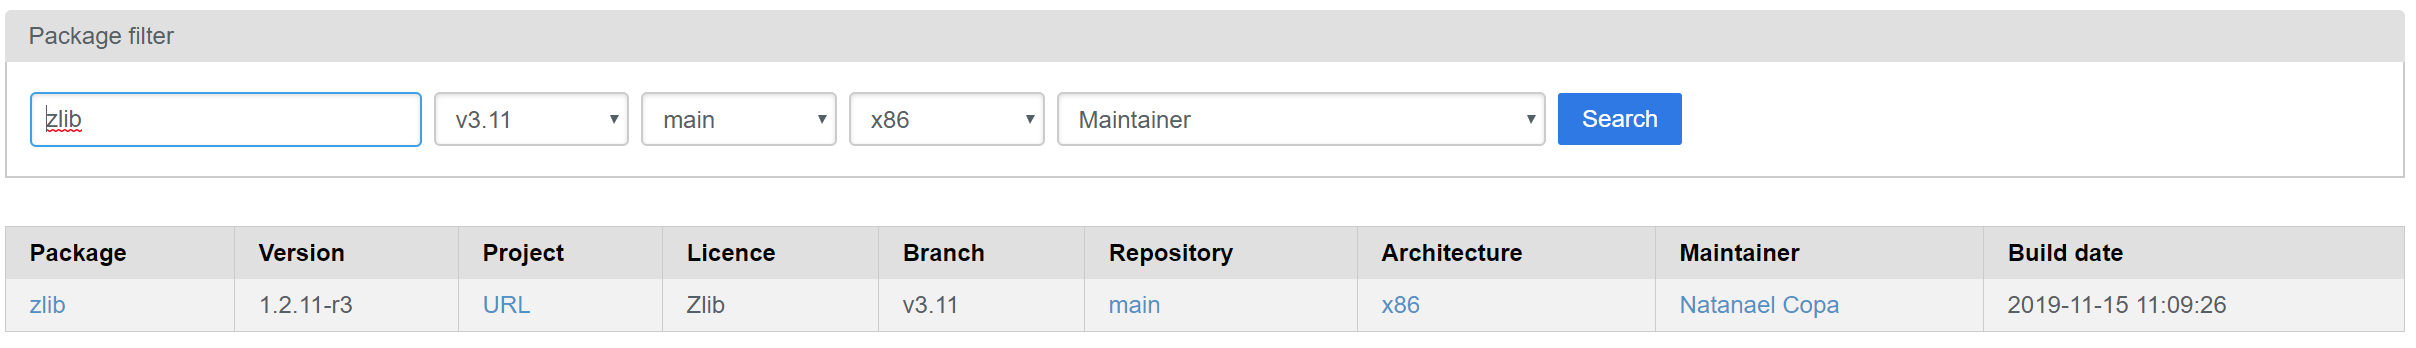 Package filter
zlib v3.11 main x86 Maintainer Search
Package Version Project Licence Branch Repository Architecture Maintainer Build date
zlib 1.2.11-r3 URL Zlib v3.11 main x86 Natanael Copa 2019-11-15 11:09:26